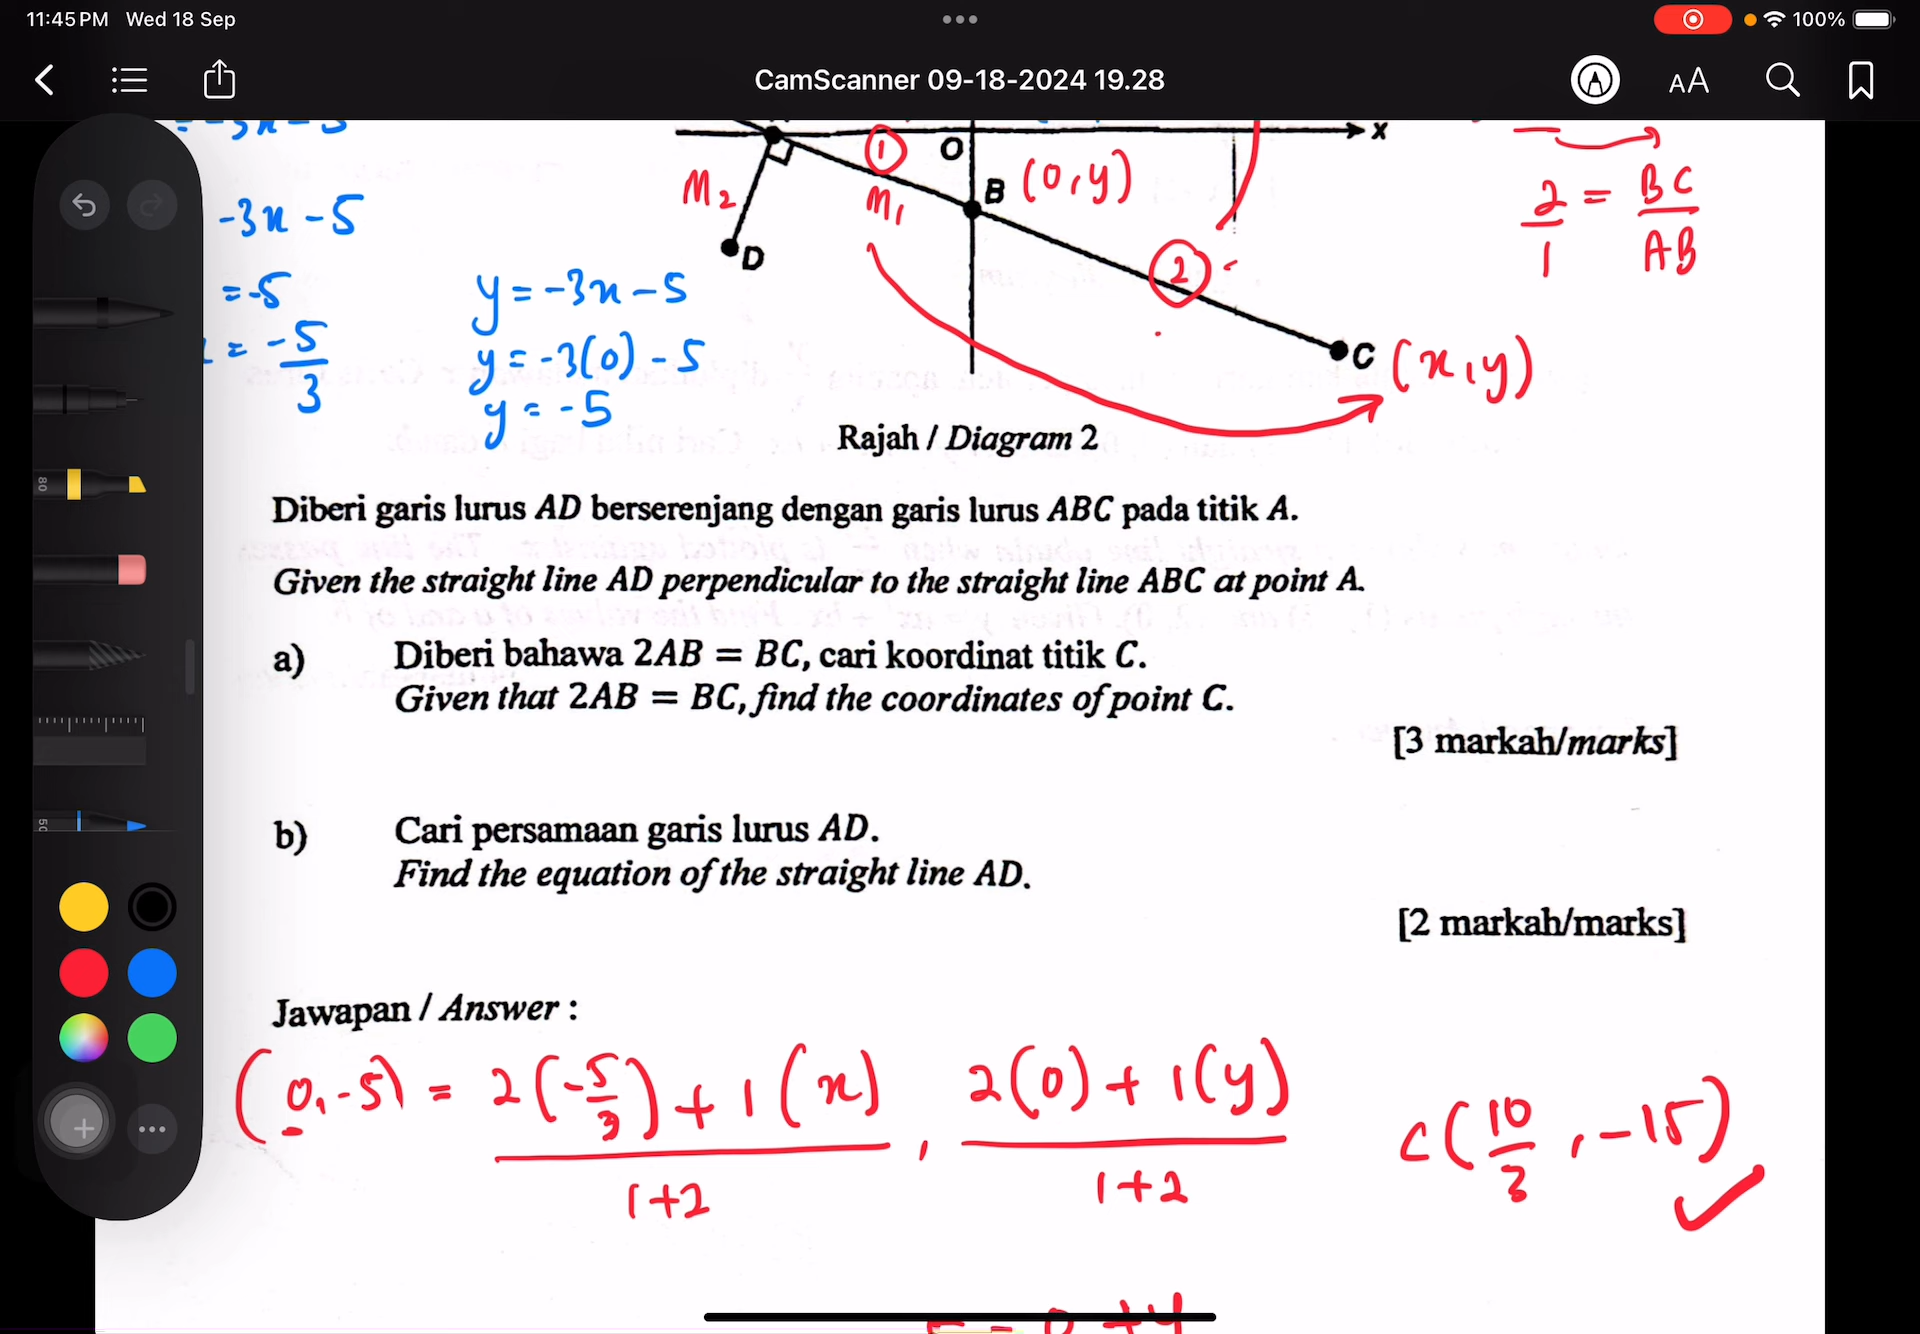 11:45 PM Wed 18 Sep
100%
CamScanner 09-18-2024 19.28
AA
x
O
1
B (0,y)
M2
M1
D
2
C (x,y)
2/1 = BC/AB
-3x - 5
= -5
= -5/3
y = -3x - 5
y = -3(0) - 5
y = -5
Rajah / Diagram 2
Diberi garis lurus AD berserenjang dengan garis lurus ABC pada titik A.
Given the straight line AD perpendicular to the straight line ABC at point A.
a) Diberi bahawa 2AB = BC, cari koordinat titik C.
Given that 2AB = BC, find the coordinates of point C.
[3 markah/marks]
b) Cari persamaan garis lurus AD.
Find the equation of the straight line AD.
[2 markah/marks]
Jawapan / Answer :
(0,-5) = 2(-5/3) + 1(x) / 1+2 , 2(0) + 1(y) / 1+2
C(10/3, -15)
80
50